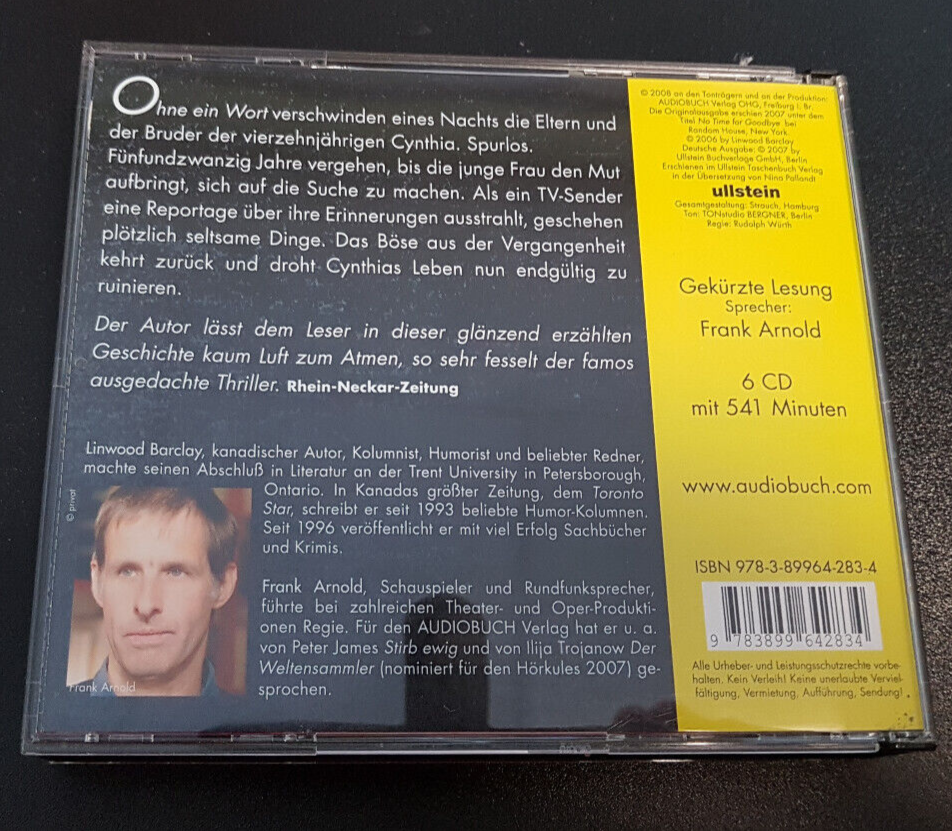 Ohne ein Wort verschwinden eines Nachts die Eltern und
der Bruder der vierzehnjährigen Cynthia. Spurlos.
Fünfundzwanzig Jahre vergehen, bis die junge Frau den Mut
aufbringt, sich auf die Suche zu machen. Als ein TV-Sender
eine Reportage über ihre Erinnerungen ausstrahlt, geschehen
plötzlich seltsame Dinge. Das Böse aus der Vergangenheit
kehrt zurück und droht Cynthias Leben nun endgültig zu
ruinieren.
Der Autor lässt dem Leser in dieser glänzend erzählten
Geschichte kaum Luft zum Atmen, so sehr fesselt der famos
ausgedachte Thriller. Rhein-Neckar-Zeitung
Linwood Barclay, kanadischer Autor, Kolumnist, Humorist und beliebter Redner,
machte seinen Abschluß in Literatur an der Trent University in Petersborough,
Ontario. In Kanadas größter Zeitung, dem Toronto
Star, schreibt er seit 1993 beliebte Humor-Kolumnen.
Seit 1996 veröffentlicht er mit viel Erfolg Sachbücher
und Krimis.
Frank Arnold, Schauspieler und Rundfunksprecher,
führte bei zahlreichen Theater- und Oper-Produkti-
onen Regie. Für den AUDIOBUCH Verlag hat er u. a.
von Peter James Stirb ewig und von Ilija Trojanow Der
Weltensammler (nominiert für den Hörkules 2007) ge-
sprochen.
© privat
Frank Arnold
© 2008 an den Tonträgern und an der Produktion:
AUDIOBUCH Verlag OHG, Freiburg i. Br.
Die Originalausgabe erschien 2007 unter dem
Titel No Time for Goodbye bei
Random House, New York.
© 2006 by Linwood Barclay
Deutsche Ausgabe: © 2007 by
Ullstein Buchverlage GmbH, Berlin
Erschienen im Ullstein Taschenbuch Verlag
in der Übersetzung von Nina Pallandt
ullstein
Gesamtgestaltung: Strauch, Hamburg
Ton: TONstudio BERGNER, Berlin
Regie: Rudolph Würth
Gekürzte Lesung
Sprecher:
Frank Arnold
6 CD
mit 541 Minuten
www.audiobuch.com
ISBN 978-3-89964-283-4
9 783899 642834
Alle Urheber- und Leistungsschutzrechte vorbe-
halten. Kein Verleih! Keine unerlaubte Verviel-
fältigung, Vermietung, Aufführung, Sendung!